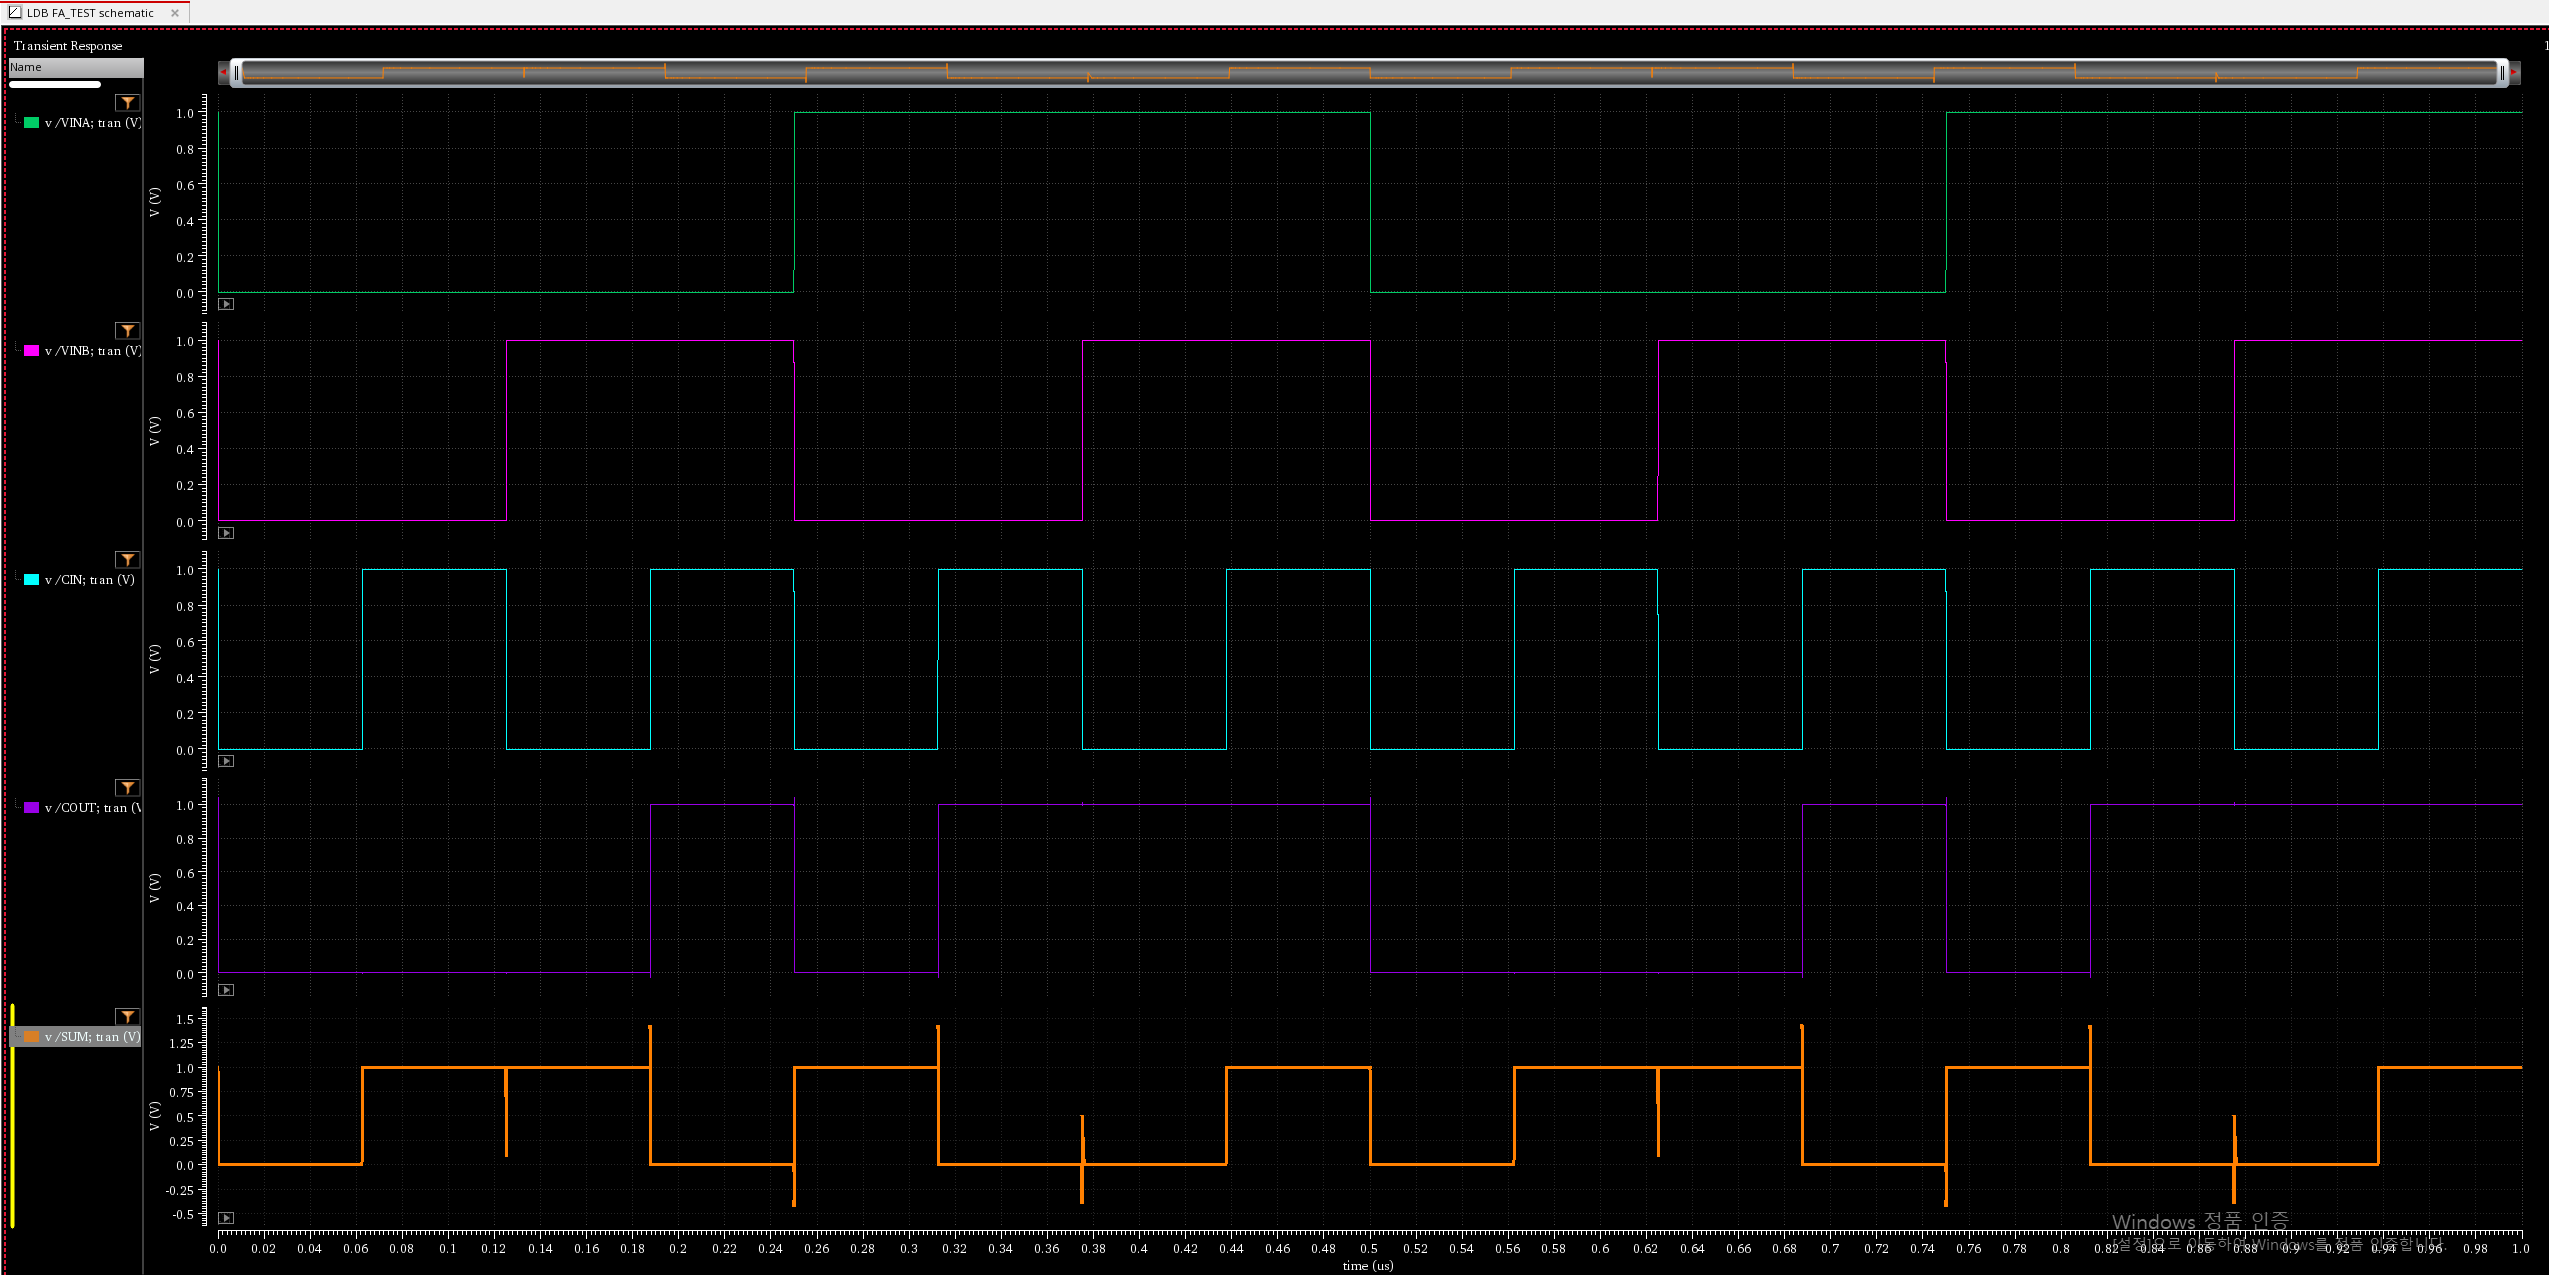 LDB FA_TEST schematic
Transient Response
1
Name
v /VINA; tran (V)
1.0
0.8
0.6
0.4
0.2
0.0
V (V)
v /VINB; tran (V)
1.0
0.8
0.6
0.4
0.2
0.0
V (V)
v /CIN; tran (V)
1.0
0.8
0.6
0.4
0.2
0.0
V (V)
v /COUT; tran (V
1.0
0.8
0.6
0.4
0.2
0.0
V (V)
v /SUM; tran (V)
1.5
1.25
1.0
0.75
0.5
0.25
0.0
-0.25
-0.5
V (V)
Windows 정품 인증
[설정]으로 이동하여 Windows를 정품 인증합니다.
0.0 0.02 0.04 0.06 0.08 0.1 0.12 0.14 0.16 0.18 0.2 0.22 0.24 0.26 0.28 0.3 0.32 0.34 0.36 0.38 0.4 0.42 0.44 0.46 0.48 0.5 0.52 0.54 0.56 0.58 0.6 0.62 0.64 0.66 0.68 0.7 0.72 0.74 0.76 0.78 0.8 0.82 0.84 0.86 0.88 0.9 0.92 0.94 0.96 0.98 1.0
time (us)